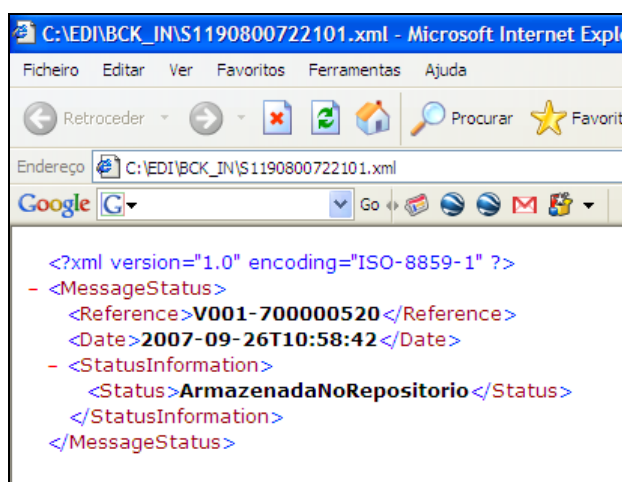 C:\EDI\BCK_IN\S1190800722101.xml - Microsoft Internet Expl
Ficheiro Editar Ver Favoritos Ferramentas Ajuda
Retroceder Procurar Favorit
Endereço C:\EDI\BCK_IN\S1190800722101.xml
Google G Go
<?xml version="1.0" encoding="ISO-8859-1" ?>
- <MessageStatus>
<Reference>V001-700000520</Reference>
<Date>2007-09-26T10:58:42</Date>
- <StatusInformation>
<Status>ArmazenadaNoRepositorio</Status>
</StatusInformation>
</MessageStatus>